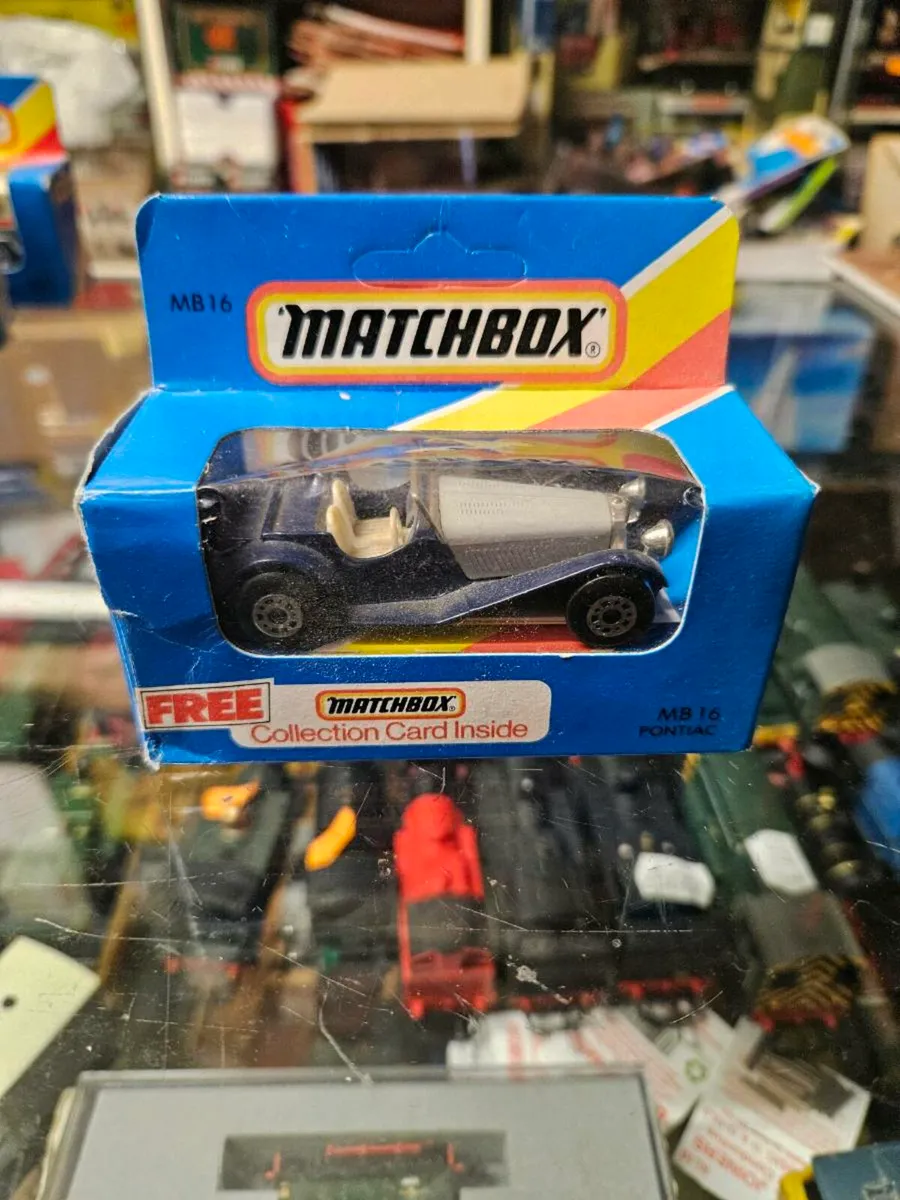 MB16
'MATCHBOX'®
FREE
MATCHBOX®
Collection Card Inside
MB 16
PONTIAC